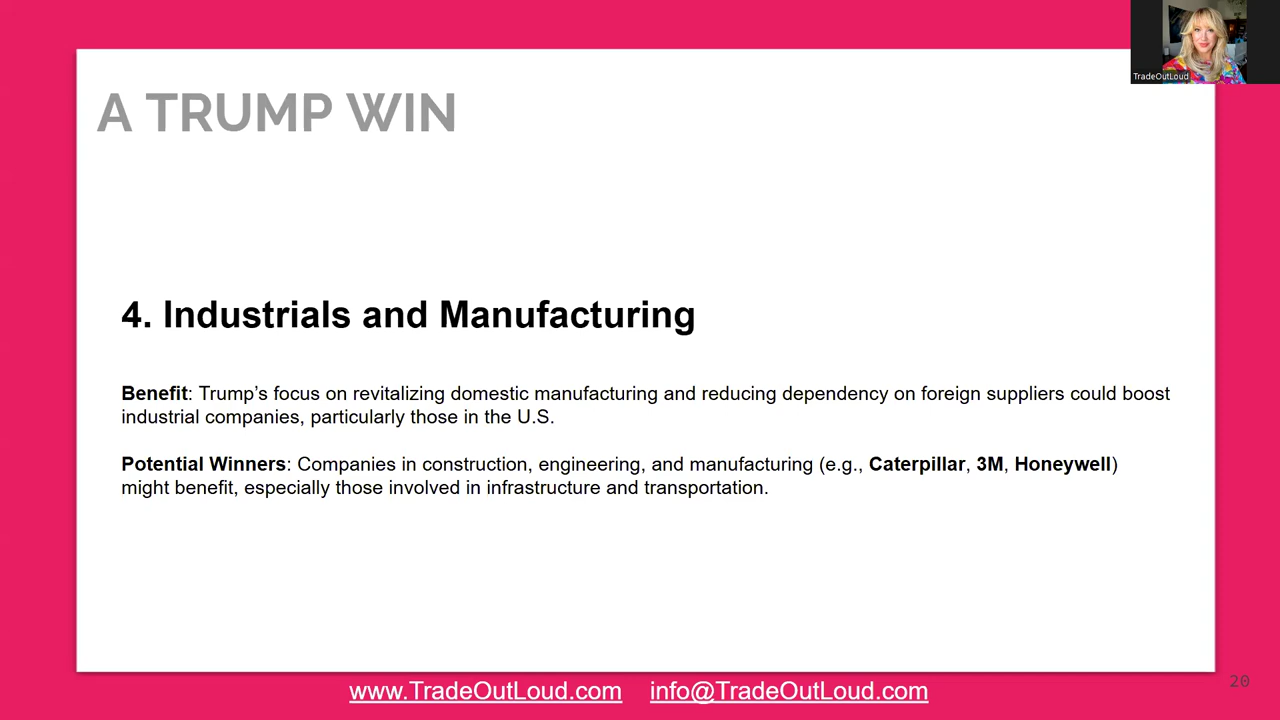 TradeOutLoud
A TRUMP WIN
4. Industrials and Manufacturing
Benefit: Trump’s focus on revitalizing domestic manufacturing and reducing dependency on foreign suppliers could boost
industrial companies, particularly those in the U.S.
Potential Winners: Companies in construction, engineering, and manufacturing (e.g., Caterpillar, 3M, Honeywell)
might benefit, especially those involved in infrastructure and transportation.
www.TradeOutLoud.com info@TradeOutLoud.com
20